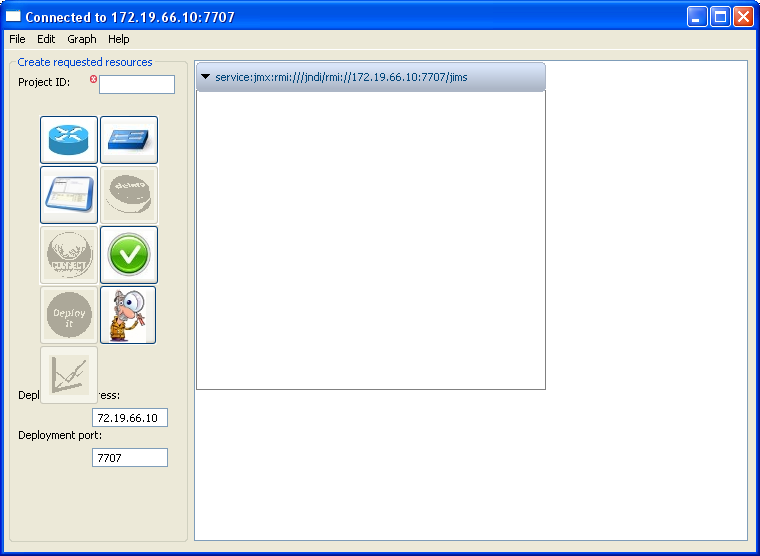 Connected to 172.19.66.10:7707
File Edit Graph Help
Create requested resources
Project ID:
service:jmx:rmi:///jndi/rmi://172.19.66.10:7707/jims
delete
Deploy
it
Depl ress:
72.19.66.10
Deployment port:
7707